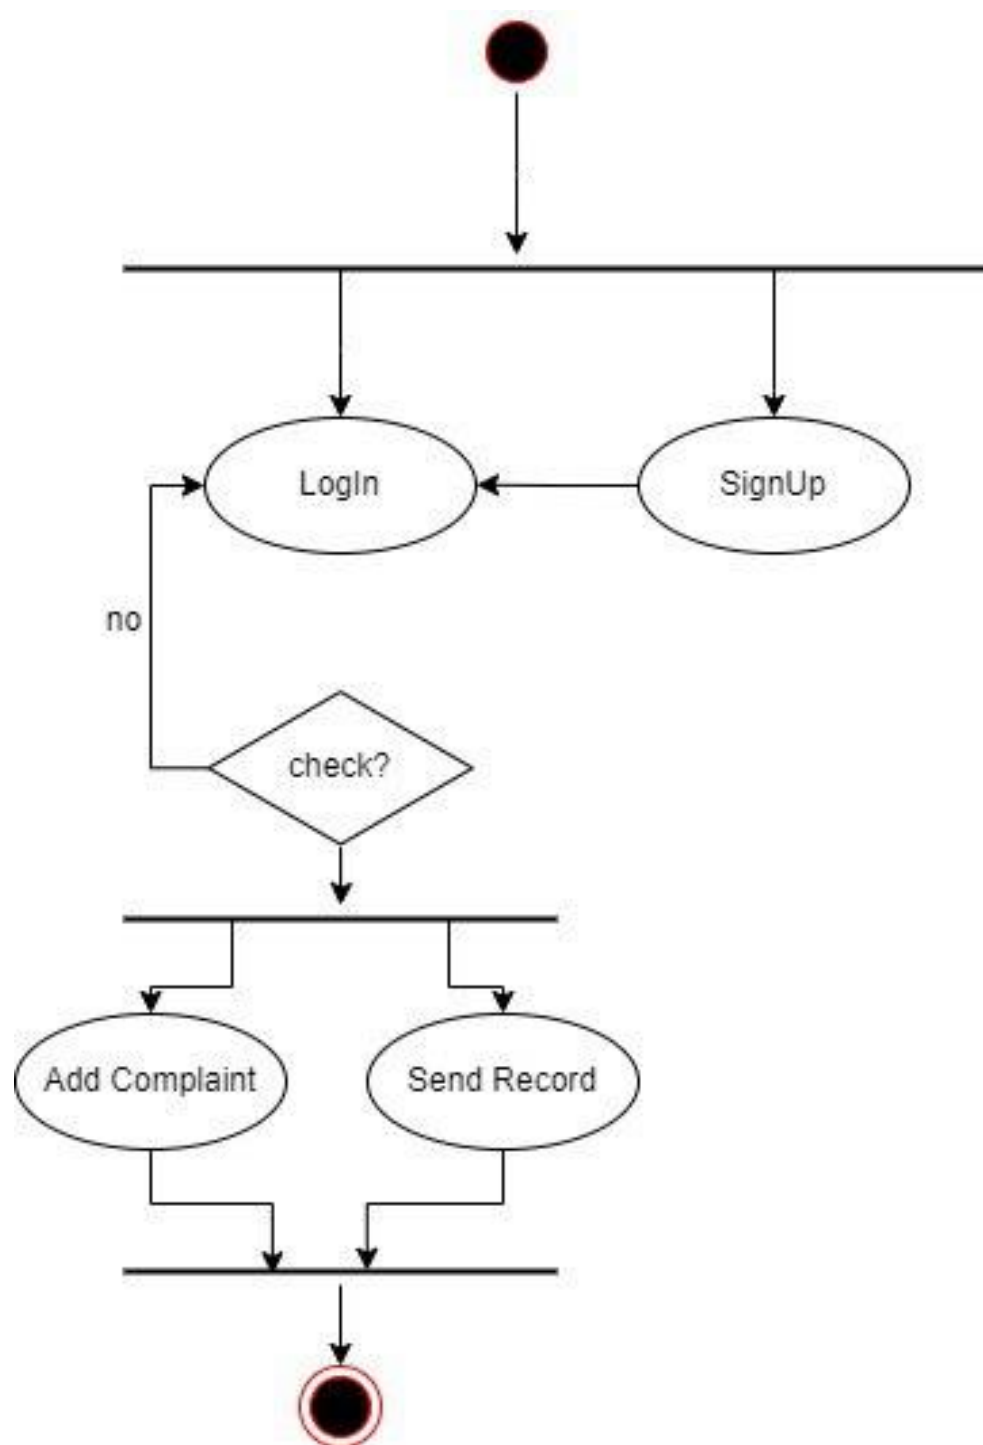 LogIn
SignUp
no
check?
Add Complaint
Send Record